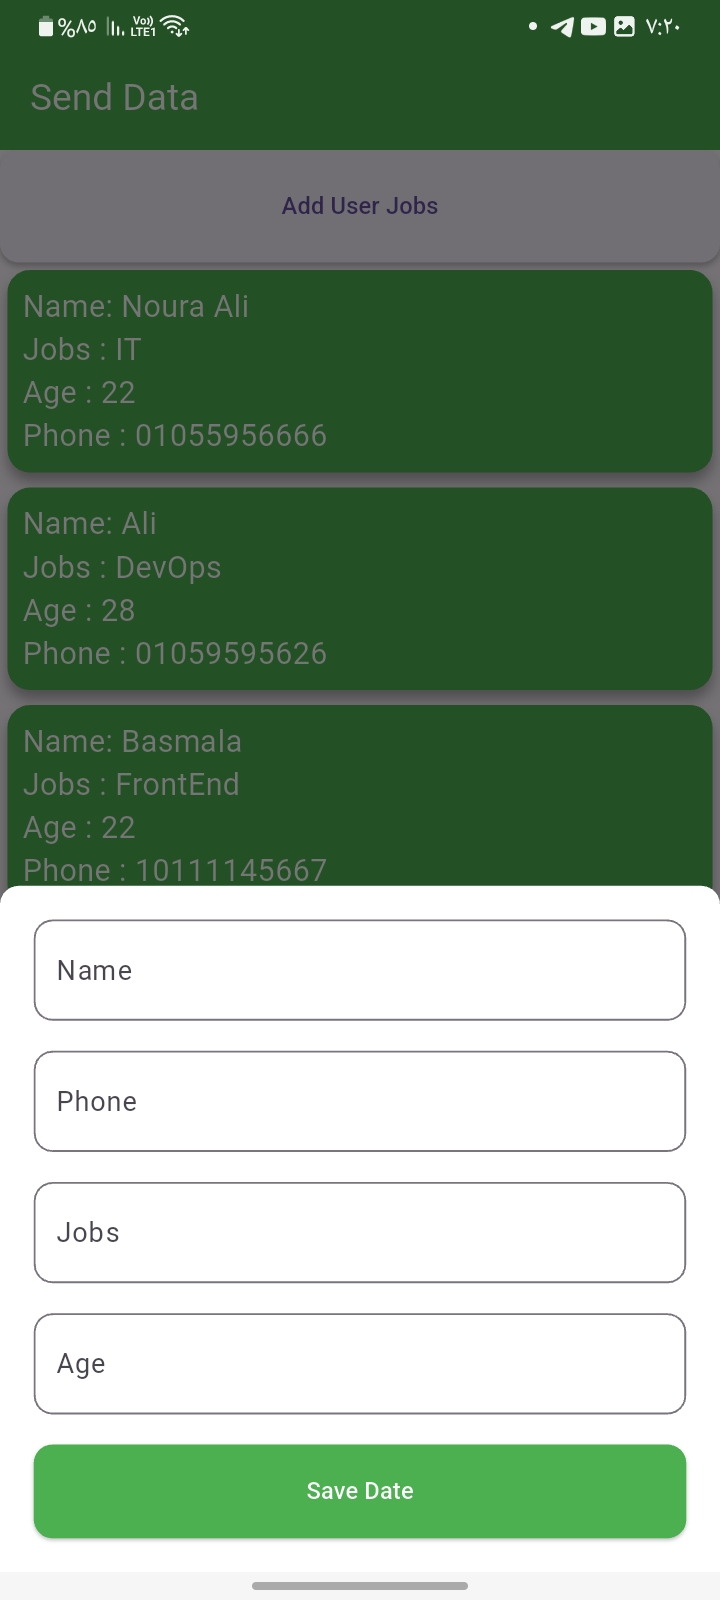 %٨٥ Vo)) LTE1 ٧:٢٠
Send Data
Add User Jobs
Name: Noura Ali
Jobs : IT
Age : 22
Phone : 01055956666
Name: Ali
Jobs : DevOps
Age : 28
Phone : 01059595626
Name: Basmala
Jobs : FrontEnd
Age : 22
Phone : 10111145667
Name
Phone
Jobs
Age
Save Date